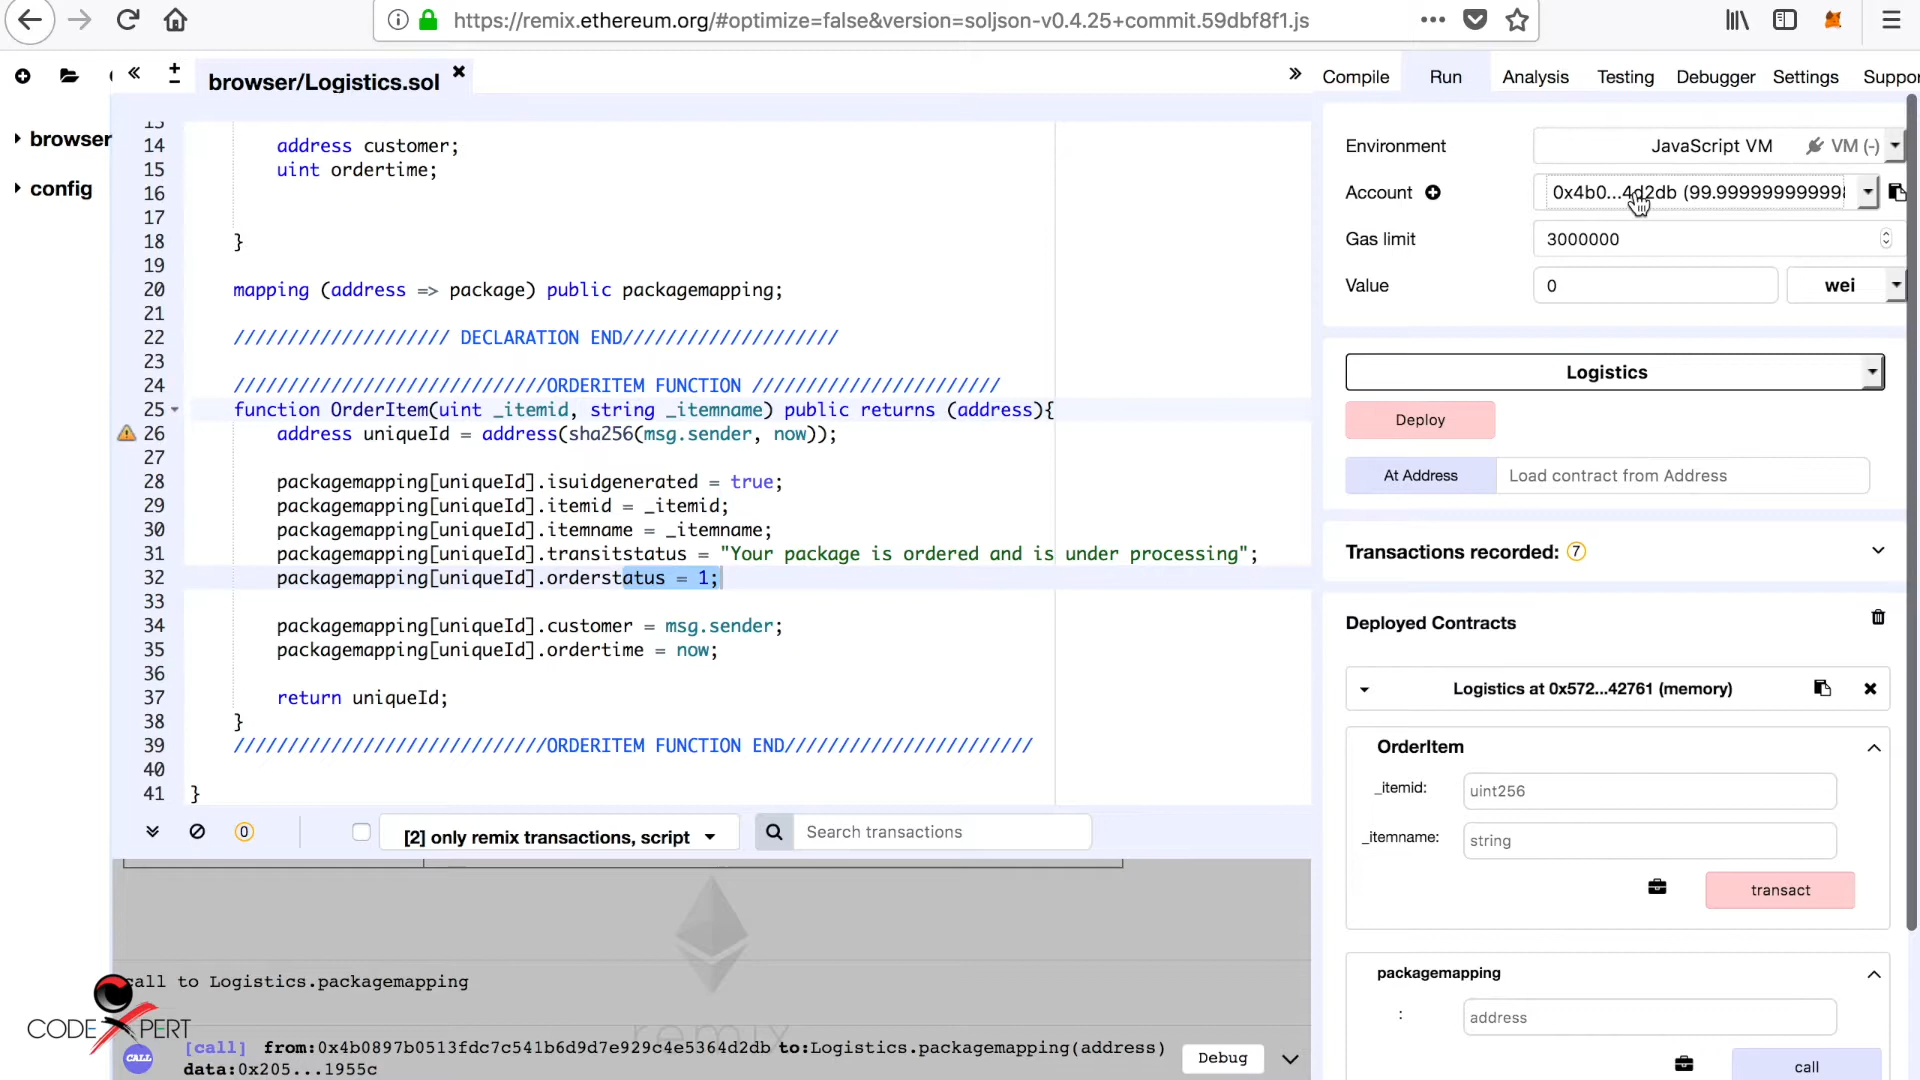 https://remix.ethereum.org/#optimize=false&version=soljson-v0.4.25+commit.59dbf8f1.js
browser/Logistics.sol
Compile
Run
Analysis
Testing
Debugger
Settings
Suppor
browser
config
13
14 address customer;
15 uint ordertime;
16
17
18 }
19
20 mapping (address => package) public packagemapping;
21
22 //////////////////// DECLARATION END////////////////////
23
24 /////////////////////////////ORDERITEM FUNCTION ///////////////////////
25 function OrderItem(uint _itemid, string _itemname) public returns (address){
26 address uniqueId = address(sha256(msg.sender, now));
27
28 packagemapping[uniqueId].isuidgenerated = true;
29 packagemapping[uniqueId].itemid = _itemid;
30 packagemapping[uniqueId].itemname = _itemname;
31 packagemapping[uniqueId].transitstatus = "Your package is ordered and is under processing";
32 packagemapping[uniqueId].orderstatus = 1;
33
34 packagemapping[uniqueId].customer = msg.sender;
35 packagemapping[uniqueId].ordertime = now;
36
37 return uniqueId;
38 }
39 /////////////////////////////ORDERITEM FUNCTION END///////////////////////
40
41 }
0
[2] only remix transactions, script
Search transactions
remix
call to Logistics.packagemapping
[call] from:0x4b0897b0513fdc7c541b6d9d7e929c4e5364d2db to:Logistics.packagemapping(address)
data:0x205...1955c
Debug
CODEXPERT
CALL
Environment
JavaScript VM
VM (-)
Account
0x4b0...4d2db (99.99999999999
Gas limit
3000000
Value
0
wei
Logistics
Deploy
At Address
Load contract from Address
Transactions recorded: 7
Deployed Contracts
Logistics at 0x572...42761 (memory)
OrderItem
_itemid:
uint256
_itemname:
string
transact
packagemapping
:
address
call